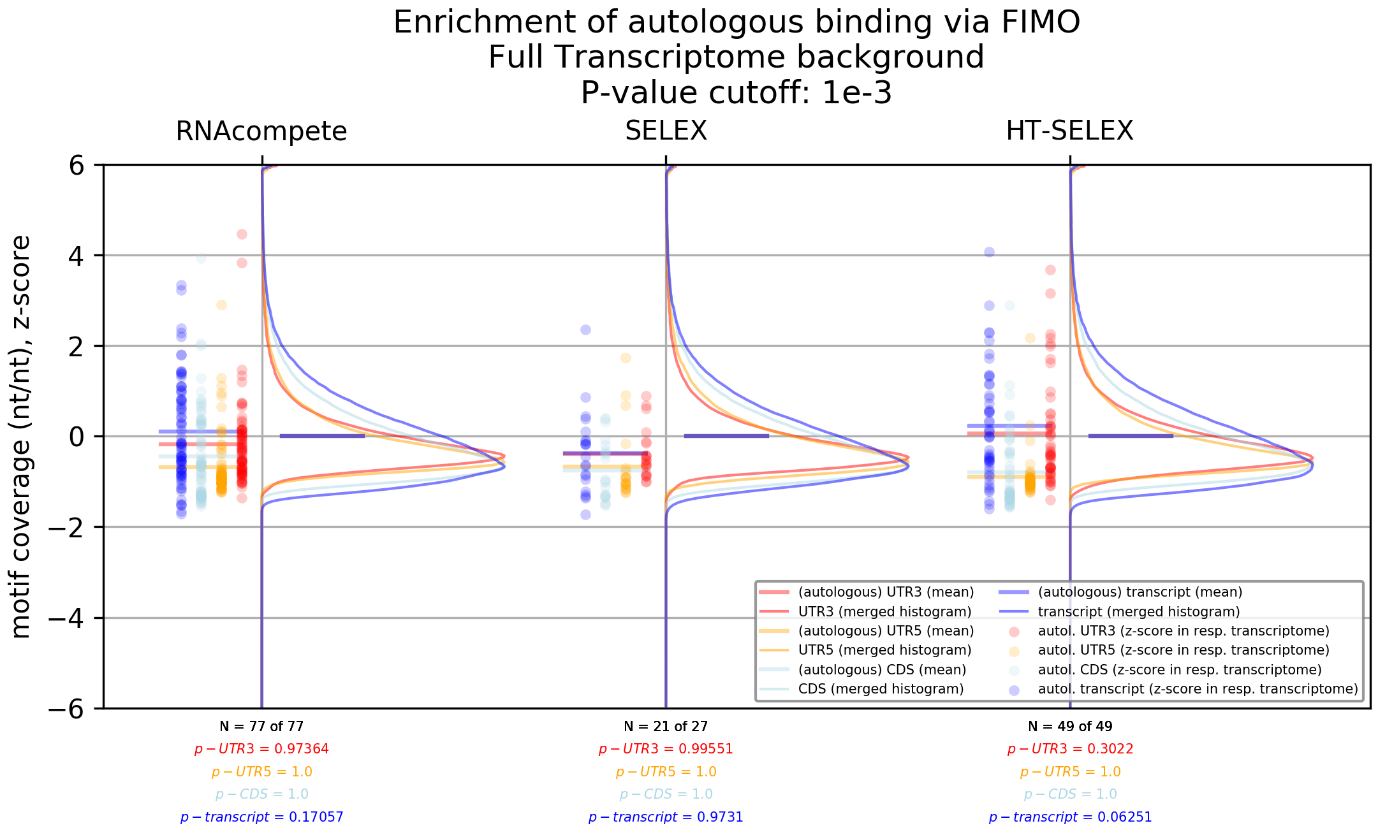 Enrichment of autologous binding via FIMO
Full Transcriptome background
P-value cutoff: 1e-3
RNAcompete SELEX HT-SELEX
motif coverage (nt/nt), z-score
6
4
2
0
−2
−4
−6
(autologous) UTR3 (mean)
UTR3 (merged histogram)
(autologous) UTR5 (mean)
UTR5 (merged histogram)
(autologous) CDS (mean)
CDS (merged histogram)
(autologous) transcript (mean)
transcript (merged histogram)
autol. UTR3 (z-score in resp. transcriptome)
autol. UTR5 (z-score in resp. transcriptome)
autol. CDS (z-score in resp. transcriptome)
autol. transcript (z-score in resp. transcriptome)
N = 77 of 77
p − UTR3 = 0.97364
p − UTR5 = 1.0
p − CDS = 1.0
p − transcript = 0.17057
N = 21 of 27
p − UTR3 = 0.99551
p − UTR5 = 1.0
p − CDS = 1.0
p − transcript = 0.9731
N = 49 of 49
p − UTR3 = 0.3022
p − UTR5 = 1.0
p − CDS = 1.0
p − transcript = 0.06251